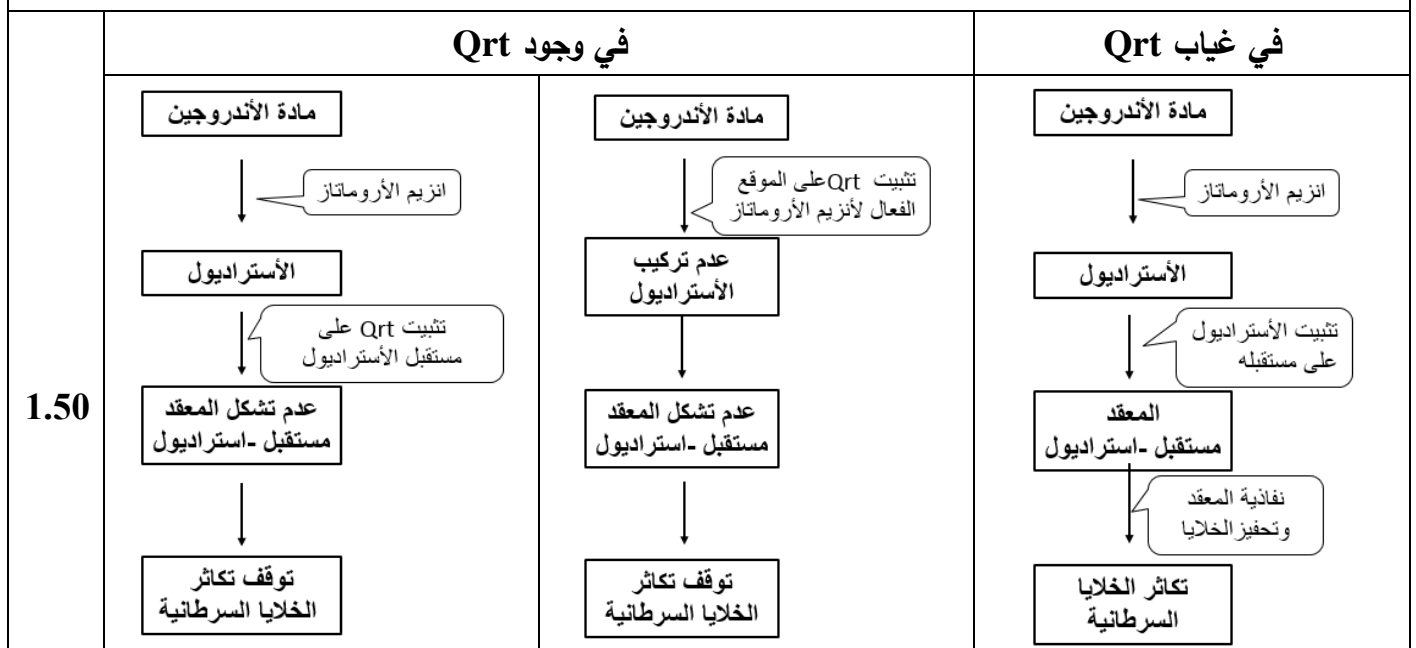 في غياب Qrt
في وجود Qrt
1.50
مادة الأندروجين
انزيم الأروماتاز
الأستراديول
تثبيت الأستراديول
على مستقبله
المعقد
مستقبل -استراديول
نفاذية المعقد
وتحفيزالخلايا
تكاثر الخلايا
السرطانية
مادة الأندروجين
تثبيت Qrtعلى الموقع
الفعال لأنزيم الأروماتاز
عدم تركيب
الأستراديول
عدم تشكل المعقد
مستقبل -استراديول
توقف تكاثر
الخلايا السرطانية
مادة الأندروجين
انزيم الأروماتاز
الأستراديول
تثبيت Qrt على
مستقبل الأستراديول
عدم تشكل المعقد
مستقبل -استراديول
توقف تكاثر
الخلايا السرطانية